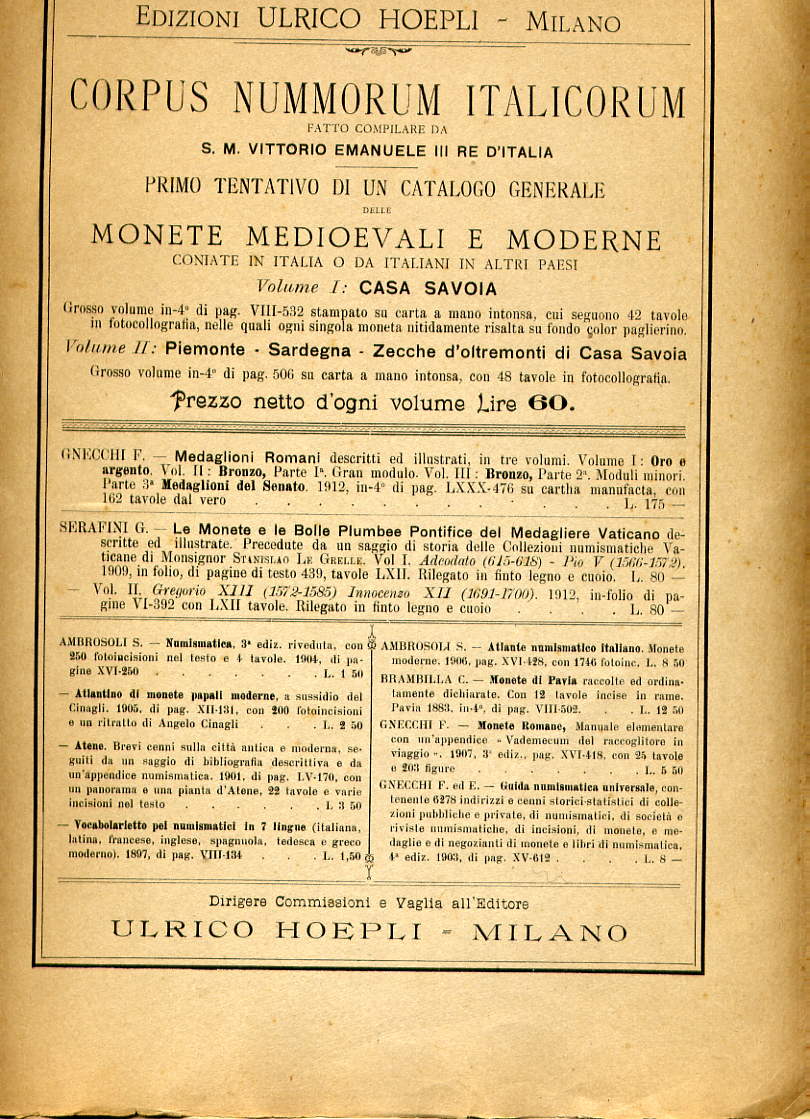 EDIZIONI ULRICO HOEPLI - MILANO
CORPUS NUMMORUM ITALICORUM
FATTO COMPILARE DA
S. M. VITTORIO EMANUELE III RE D'ITALIA
PRIMO TENTATIVO DI UN CATALOGO GENERALE
DELLE
MONETE MEDIOEVALI E MODERNE
CONIATE IN ITALIA O DA ITALIANI IN ALTRI PAESI
Volume I: CASA SAVOIA
Grosso volume in-4° di pag. VIII-532 stampato su carta a mano intonsa, cui seguono 42 tavole
in fotocollografia, nelle quali ogni singola moneta nitidamente risalta su fondo color paglierino.
Volume II: Piemonte - Sardegna - Zecche d'oltremonti di Casa Savoia
Grosso volume in-4° di pag. 506 su carta a mano intonsa, con 48 tavole in fotocollografia.
Prezzo netto d'ogni volume Lire 60.
GNECCHI F. — Medaglioni Romani descritti ed illustrati, in tre volumi. Volume I: Oro e
argento. Vol. II: Bronzo, Parte 1ª. Gran modulo. Vol. III: Bronzo, Parte 2ª. Moduli minori.
Parte 3ª Medaglioni del Senato. 1912, in-4° di pag. LXXX-476 su cartha manufacta, con
162 tavole dal vero . . . . . . . . . . . . L. 175 —
SERAFINI G. — Le Monete e le Bolle Plumbee Pontifice del Medagliere Vaticano de-
scritte ed illustrate. Precedute da un saggio di storia delle Collezioni numismatiche Va-
ticane di Monsignor STANISLAO LE GRELLE. Vol I. Adeodato (615-618) - Pio V (1566-1572).
1909, in folio, di pagine di testo 439, tavole LXII. Rilegato in finto legno e cuoio. L. 80 —
— Vol. II. Gregorio XIII (1572-1585) Innocenzo XII (1691-1700). 1912, in-folio di pa-
gine VI-392 con LXII tavole. Rilegato in finto legno e cuoio . . . . L. 80 —
AMBROSOLI S. — Numismatica, 3ª ediz. riveduta, con
250 fotoincisioni nel testo e 4 tavole. 1904, di pa-
gine XVI-250 . . . . . . . L. 1 50
— Atlantino di monete papali moderne, a sussidio del
Cinagli. 1905, di pag. XII-131, con 200 fotoincisioni
e un ritratto di Angelo Cinagli . . . L. 2 50
— Atene. Brevi cenni sulla città antica e moderna, se-
guiti da un saggio di bibliografia descrittiva e da
un'appendice numismatica. 1901, di pag. LV-170, con
un panorama e una pianta d'Atene, 22 tavole e varie
incisioni nel testo . . . . . . L 3 50
— Vocabolarietto pei numismatici in 7 lingue (italiana,
latina, francese, inglese, spagnuola, tedesca e greco
moderno). 1897, di pag. VIII-134 . . . L. 1,50
AMBROSOLI S. — Atlante numismatico italiano. Monete
moderne. 1906, pag. XVI-428, con 1746 fotoinc. L. 8 50
BRAMBILLA C. — Monete di Pavia raccolte ed ordina-
tamente dichiarate. Con 12 tavole incise in rame.
Pavia 1883, in-4°, di pag. VIII-502. . . L. 12 50
GNECCHI F. — Monete Romane, Manuale elementare
con un'appendice « Vademecum del raccoglitore in
viaggio ». 1907, 3ª ediz., pag. XVI-418, con 25 tavole
e 203 figure . . . . . . . L. 5 50
GNECCHI F. ed E. — Guida numismatica universale, con-
tenente 6278 indirizzi e cenni storici-statistici di colle-
zioni pubbliche e private, di numismatici, di società e
riviste numismatiche, di incisioni, di monete, e me-
daglie e di negozianti di monete e libri di numismatica,
4ª ediz. 1903, di pag. XV-612 . . . . . L. 8 —
Dirigere Commissioni e Vaglia all'Editore
ULRICO HOEPLI - MILANO